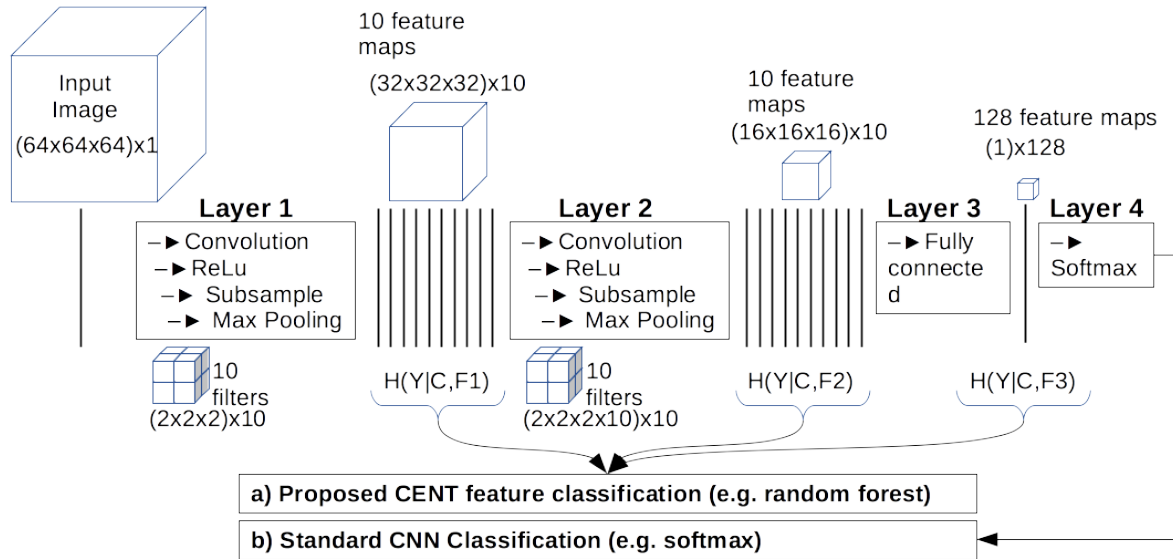 Input
Image
(64x64x64)x1
10 feature
maps
(32x32x32)x10
10 feature
maps
(16x16x16)x10
128 feature maps
(1)x128
Layer 1
–► Convolution
–► ReLu
–► Subsample
–► Max Pooling
Layer 2
–► Convolution
–► ReLu
–► Subsample
–► Max Pooling
Layer 3
–► Fully
connecte
d
Layer 4
–►
Softmax
10
filters
(2x2x2)x10
H(Y|C,F1)
10
filters
(2x2x2x10)x10
H(Y|C,F2)
H(Y|C,F3)
a) Proposed CENT feature classification (e.g. random forest)
b) Standard CNN Classification (e.g. softmax)